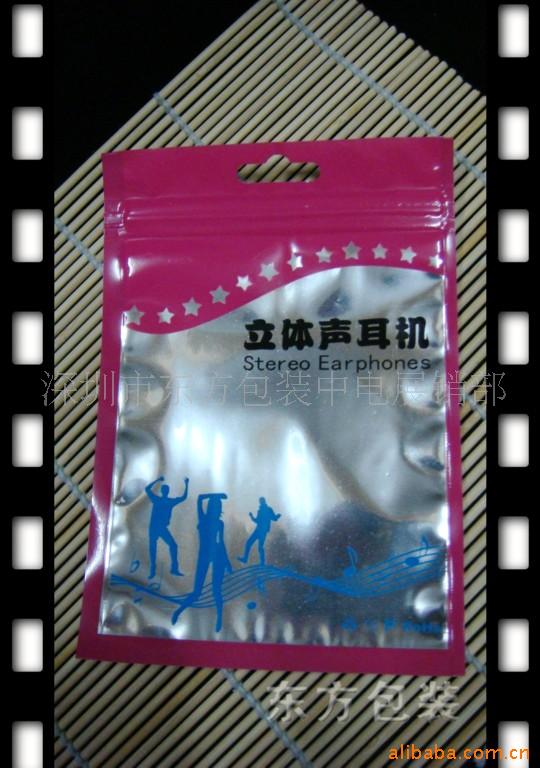 立体声耳机
Stereo Earphones
深圳市东方包装中电展销部
RoHS
东方包装
alibaba.com.cn